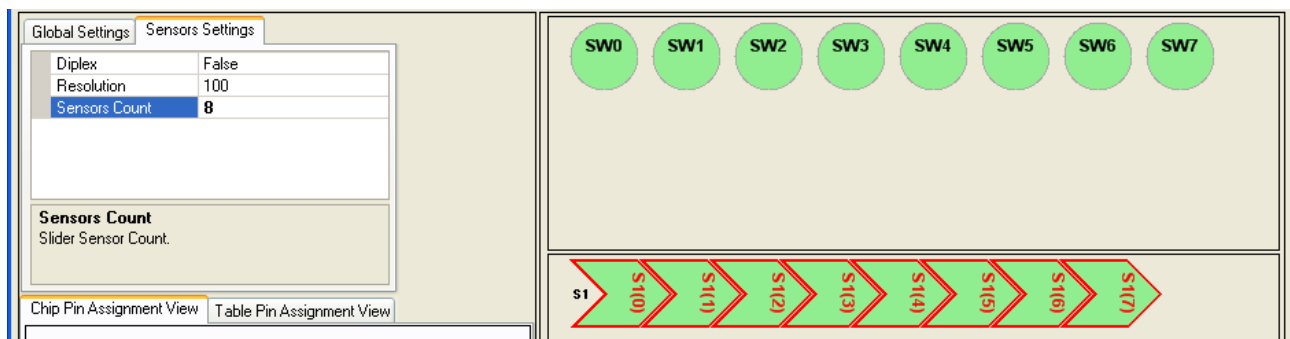 Global Settings Sensors Settings
Diplex False
Resolution 100
Sensors Count 8
Sensors Count
Slider Sensor Count.
Chip Pin Assignment View Table Pin Assignment View
SW0 SW1 SW2 SW3 SW4 SW5 SW6 SW7
S1 S1(0) S1(1) S1(2) S1(3) S1(4) S1(5) S1(6) S1(7)